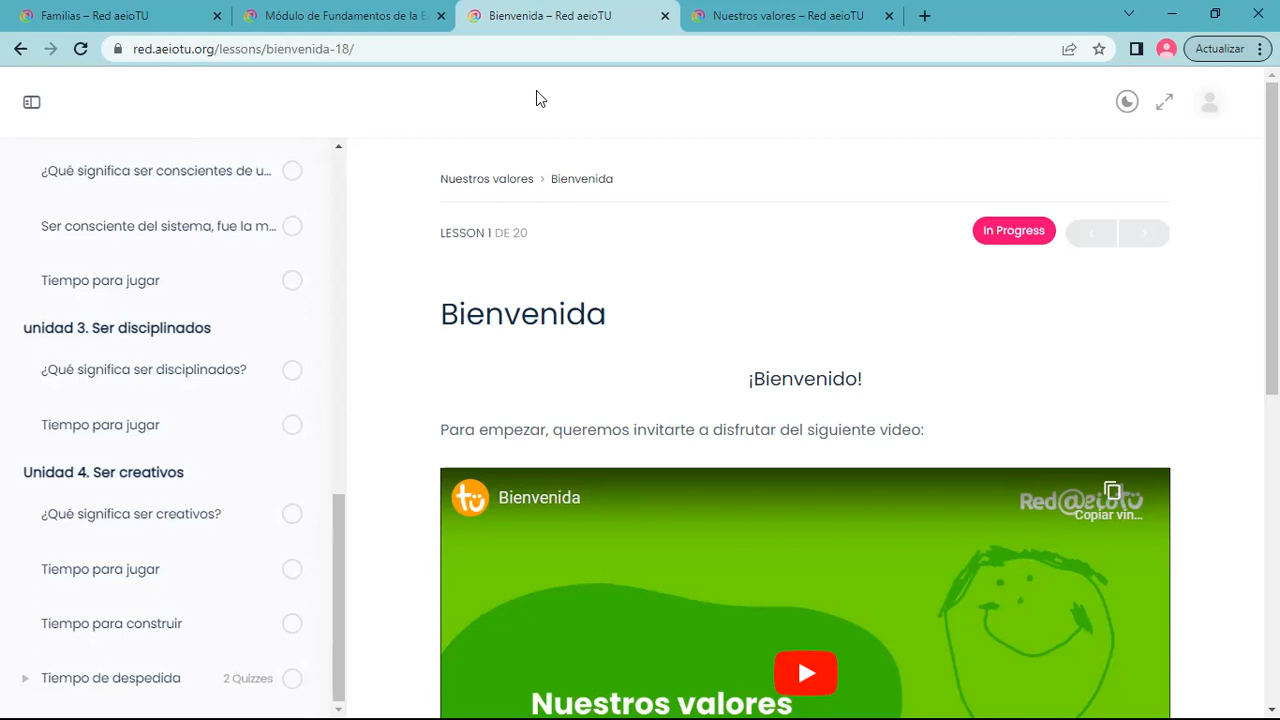 Familias – Red aeioTU
Módulo de Fundamentos de la E
Bienvenida – Red aeioTU
Nuestros valores – Red aeioTU
red.aeiotu.org/lessons/bienvenida-18/
Actualizar
¿Qué significa ser conscientes de u...
Ser consciente del sistema, fue la m...
Tiempo para jugar
unidad 3. Ser disciplinados
¿Qué significa ser disciplinados?
Tiempo para jugar
Unidad 4. Ser creativos
¿Qué significa ser creativos?
Tiempo para jugar
Tiempo para construir
Tiempo de despedida 2 Quizzes
Nuestros valores › Bienvenida
LESSON 1 DE 20
In Progress
Bienvenida
¡Bienvenido!
Para empezar, queremos invitarte a disfrutar del siguiente video:
tü Bienvenida
Red@aeioTU
Copiar vin...
Nuestros valores